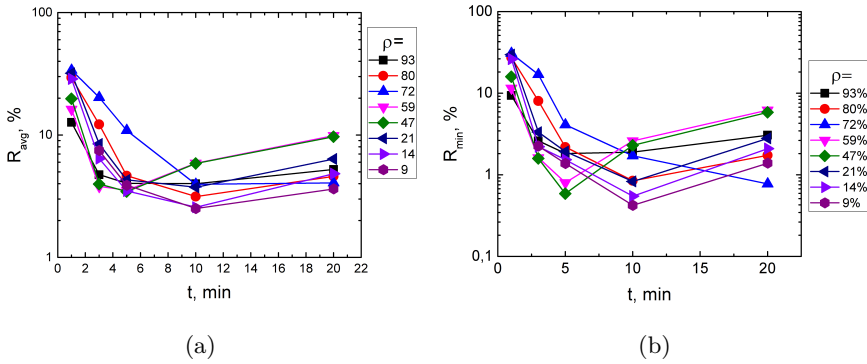 100
10
1
R_avg, %
0 2 4 6 8 10 12 14 16 18 20 22
t, min
ρ=
93
80
72
59
47
21
14
9
(a)
100
10
1
0,1
R_min, %
0 5 10 15 20
t, min
ρ=
93%
80%
72%
59%
47%
21%
14%
9%
(b)